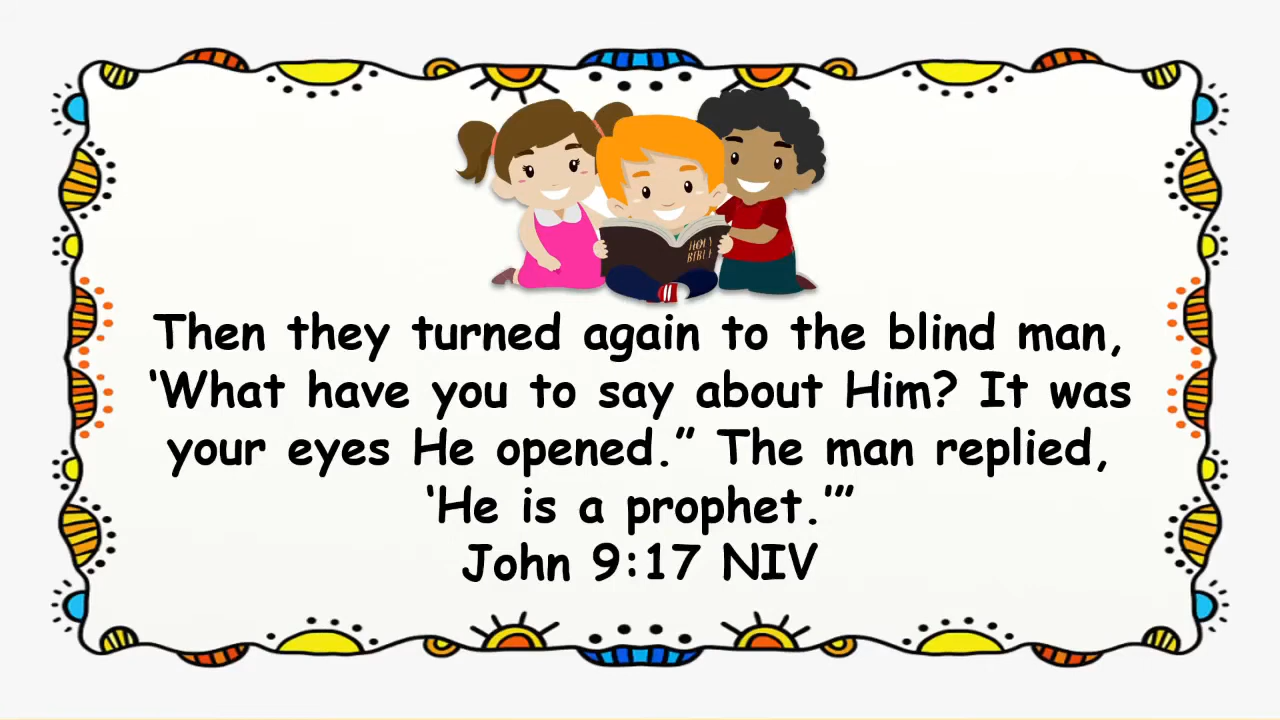 HOLY
BIBLE
Then they turned again to the blind man,
‘What have you to say about Him? It was
your eyes He opened.” The man replied,
‘He is a prophet.’”
John 9:17 NIV